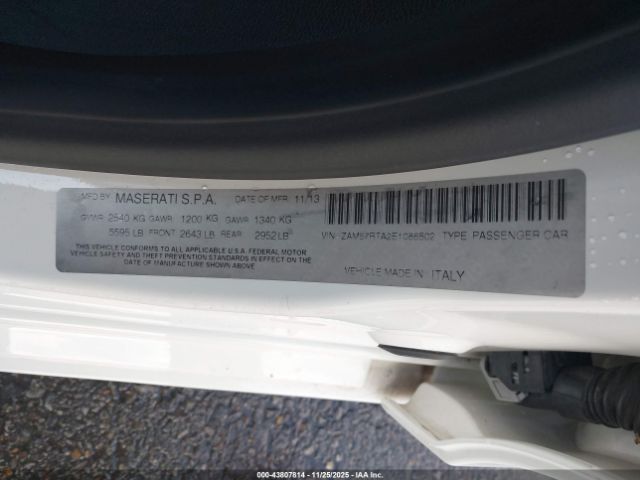 MFD BY MASERATI S.P.A. DATE OF MFR 11/13
GVWR 2540 KG GAWR 1200 KG GAWR 1340 KG
5595 LB FRONT 2643 LB REAR 2952 LB
THIS VEHICLE CONFORMS TO ALL APPLICABLE U.S.A. FEDERAL MOTOR
VEHICLE SAFETY AND THEFT PREVENTION STANDARDS IN EFFECT ON
THE DATE OF MANUFACTURE SHOWN ABOVE
VIN ZAM57RTA2E1086502 TYPE PASSENGER CAR
VEHICLE MADE IN ITALY
000-43807814 | 11/25/2025 | IAAI.COM